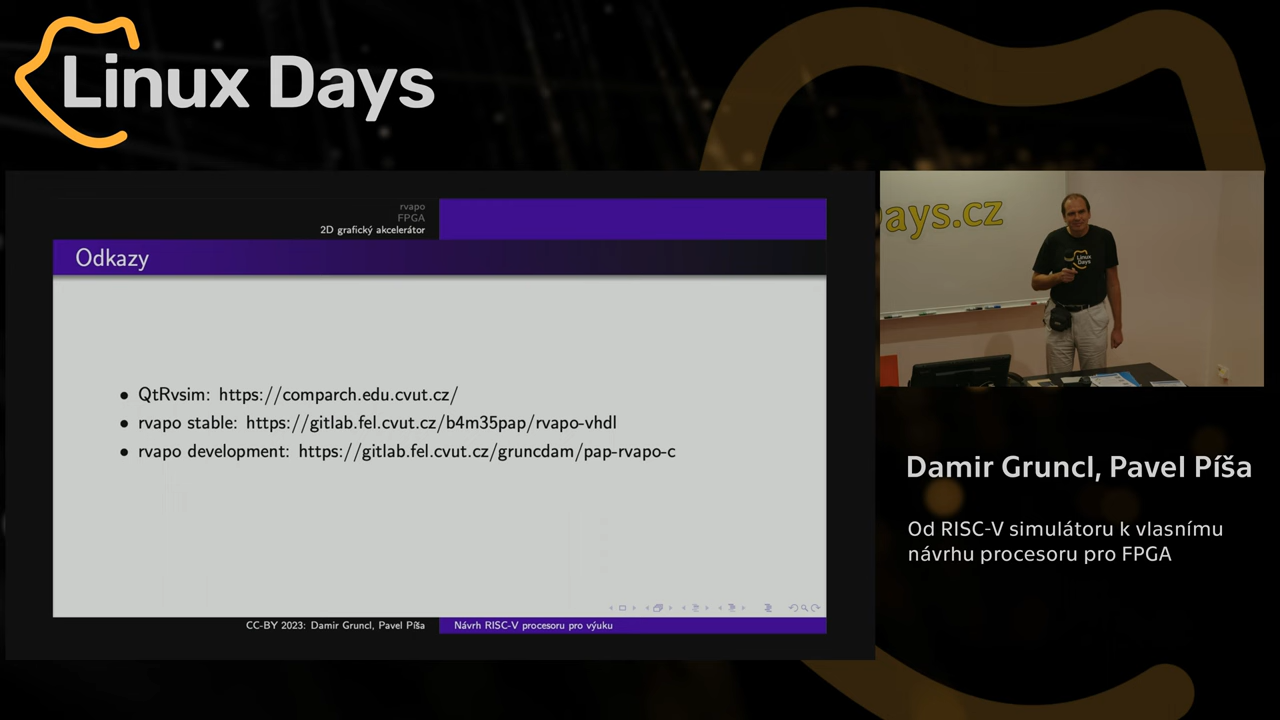 Linux Days
rvapo
FPGA
2D grafický akcelerátor
Odkazy
• QtRvsim: https://comparch.edu.cvut.cz/
• rvapo stable: https://gitlab.fel.cvut.cz/b4m35pap/rvapo-vhdl
• rvapo development: https://gitlab.fel.cvut.cz/gruncdam/pap-rvapo-c
CC-BY 2023: Damir Gruncl, Pavel Píša
Návrh RISC-V procesoru pro výuku
ays.cz
Linux
Days
Damir Gruncl, Pavel Píša
Od RISC-V simulátoru k vlasnímu
návrhu procesoru pro FPGA